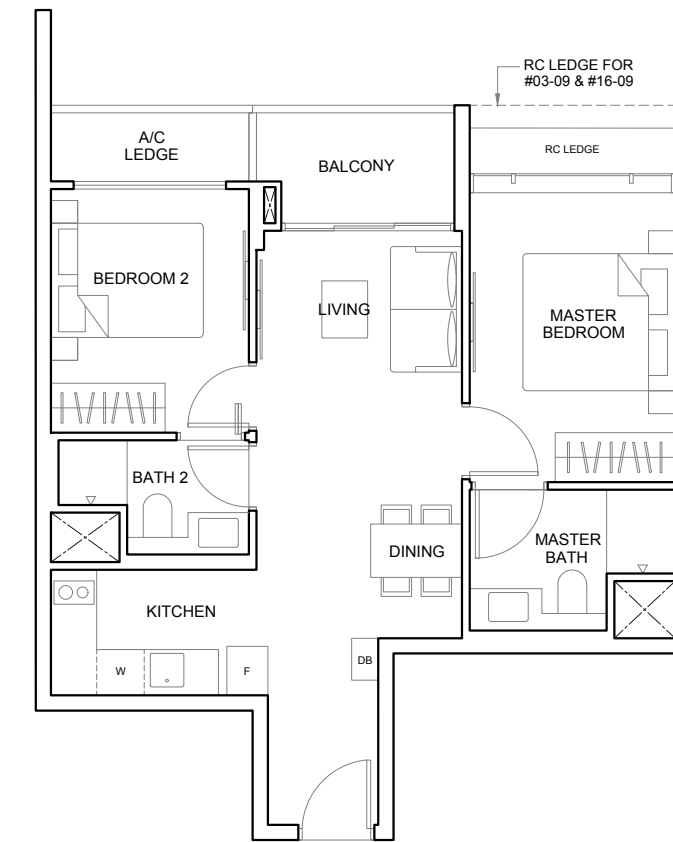 RC LEDGE FOR
#03-09 & #16-09
A/C
LEDGE
BALCONY
RC LEDGE
BEDROOM 2
LIVING
MASTER
BEDROOM
BATH 2
DINING
MASTER
BATH
KITCHEN
W
F
DB